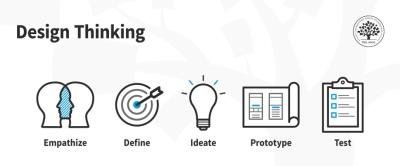 Design Thinking
Empathize
Define
Ideate
Prototype
Test